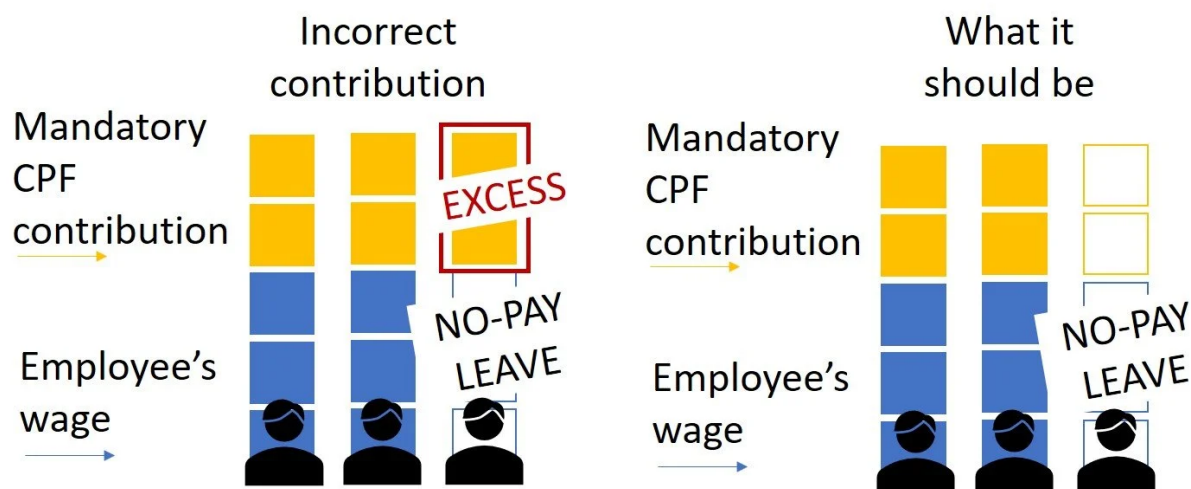 Incorrect
contribution
Mandatory
CPF
contribution
EXCESS
NO-PAY
LEAVE
Employee’s
wage
What it
should be
Mandatory
CPF
contribution
NO-PAY
LEAVE
Employee’s
wage